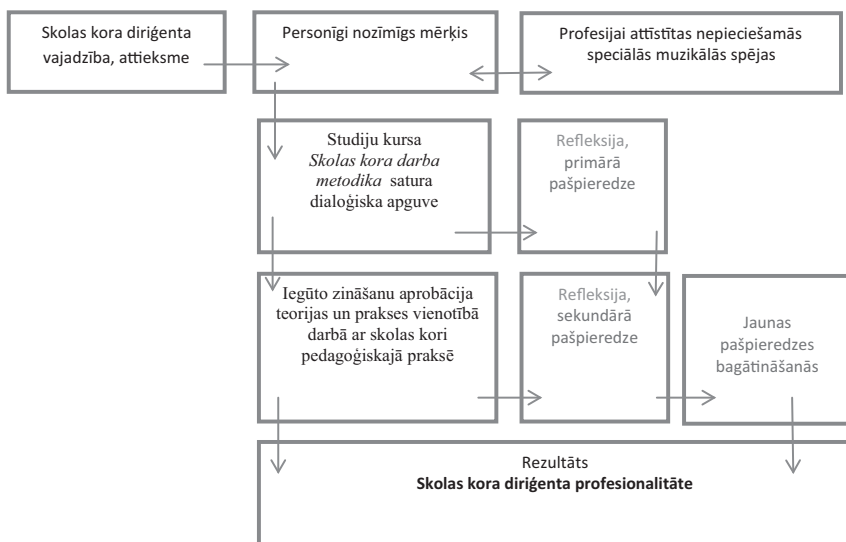 Skolas kora diriģenta
vajadzība, attieksme
Personīgi nozīmīgs mērķis
Profesijai attīstītas nepieciešamās
speciālās muzikālās spējas
Studiju kursa
Skolas kora darba
metodika satura
dialoģiska apguve
Refleksija,
primārā
pašpieredze
Iegūto zināšanu aprobācija
teorijas un prakses vienotībā
darbā ar skolas kori
pedagoģiskajā praksē
Refleksija,
sekundārā
pašpieredze
Jaunas
pašpieredzes
bagātināšanās
Rezultāts
Skolas kora diriģenta profesionalitāte